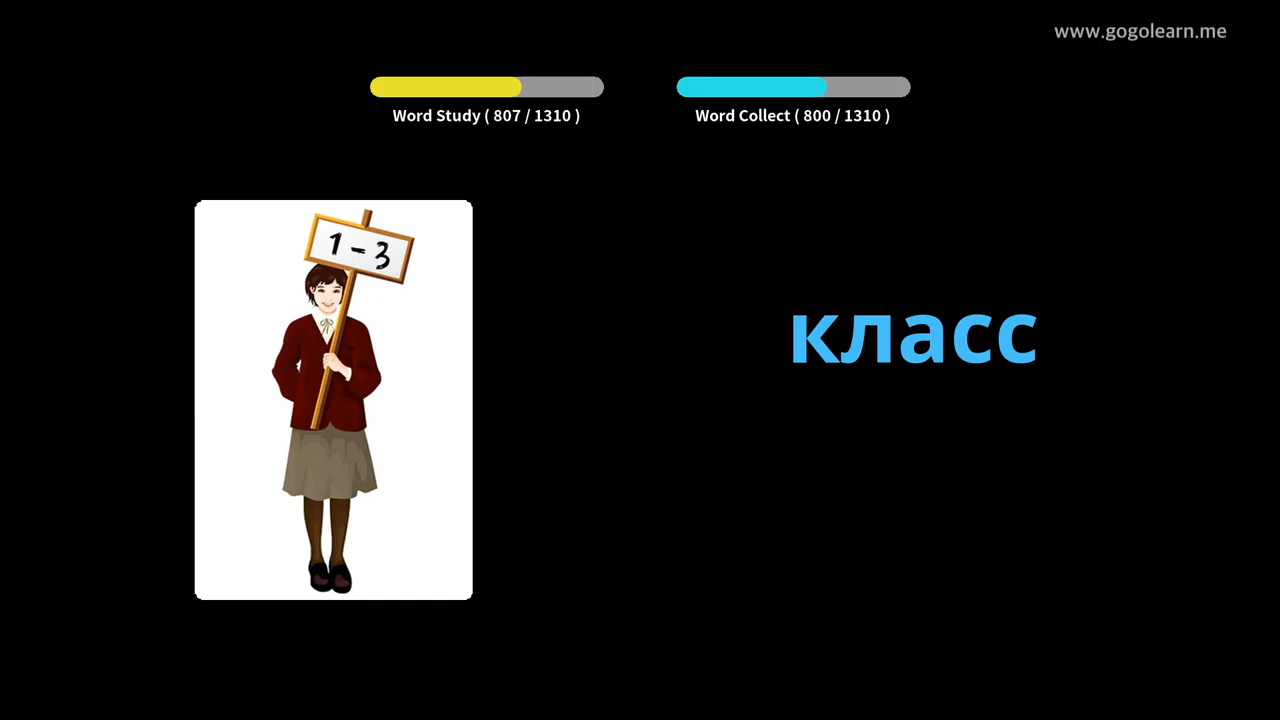 www.gogolearn.me
Word Study ( 807 / 1310 )
Word Collect ( 800 / 1310 )
1 - 3
класс